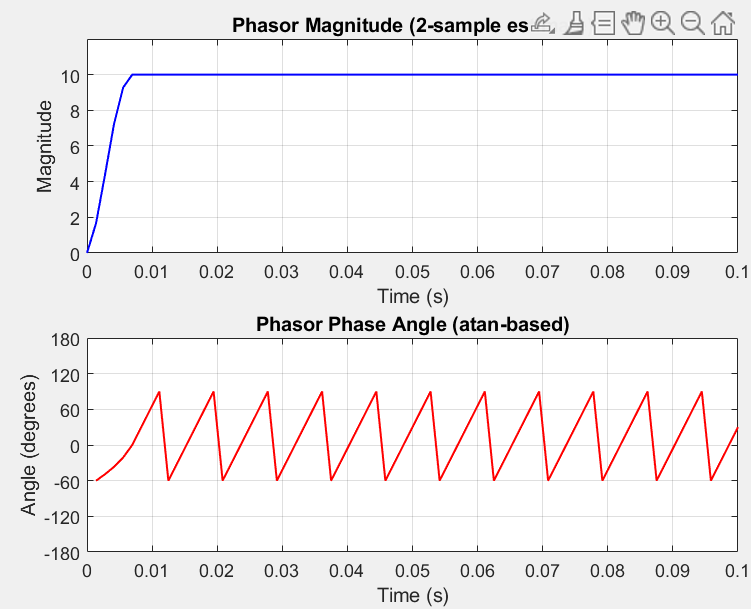 Phasor Magnitude (2-sample es
10
8
6
4
2
0
Magnitude
0 0.01 0.02 0.03 0.04 0.05 0.06 0.07 0.08 0.09 0.1
Time (s)
Phasor Phase Angle (atan-based)
180
120
60
0
-60
-120
-180
Angle (degrees)
0 0.01 0.02 0.03 0.04 0.05 0.06 0.07 0.08 0.09 0.1
Time (s)